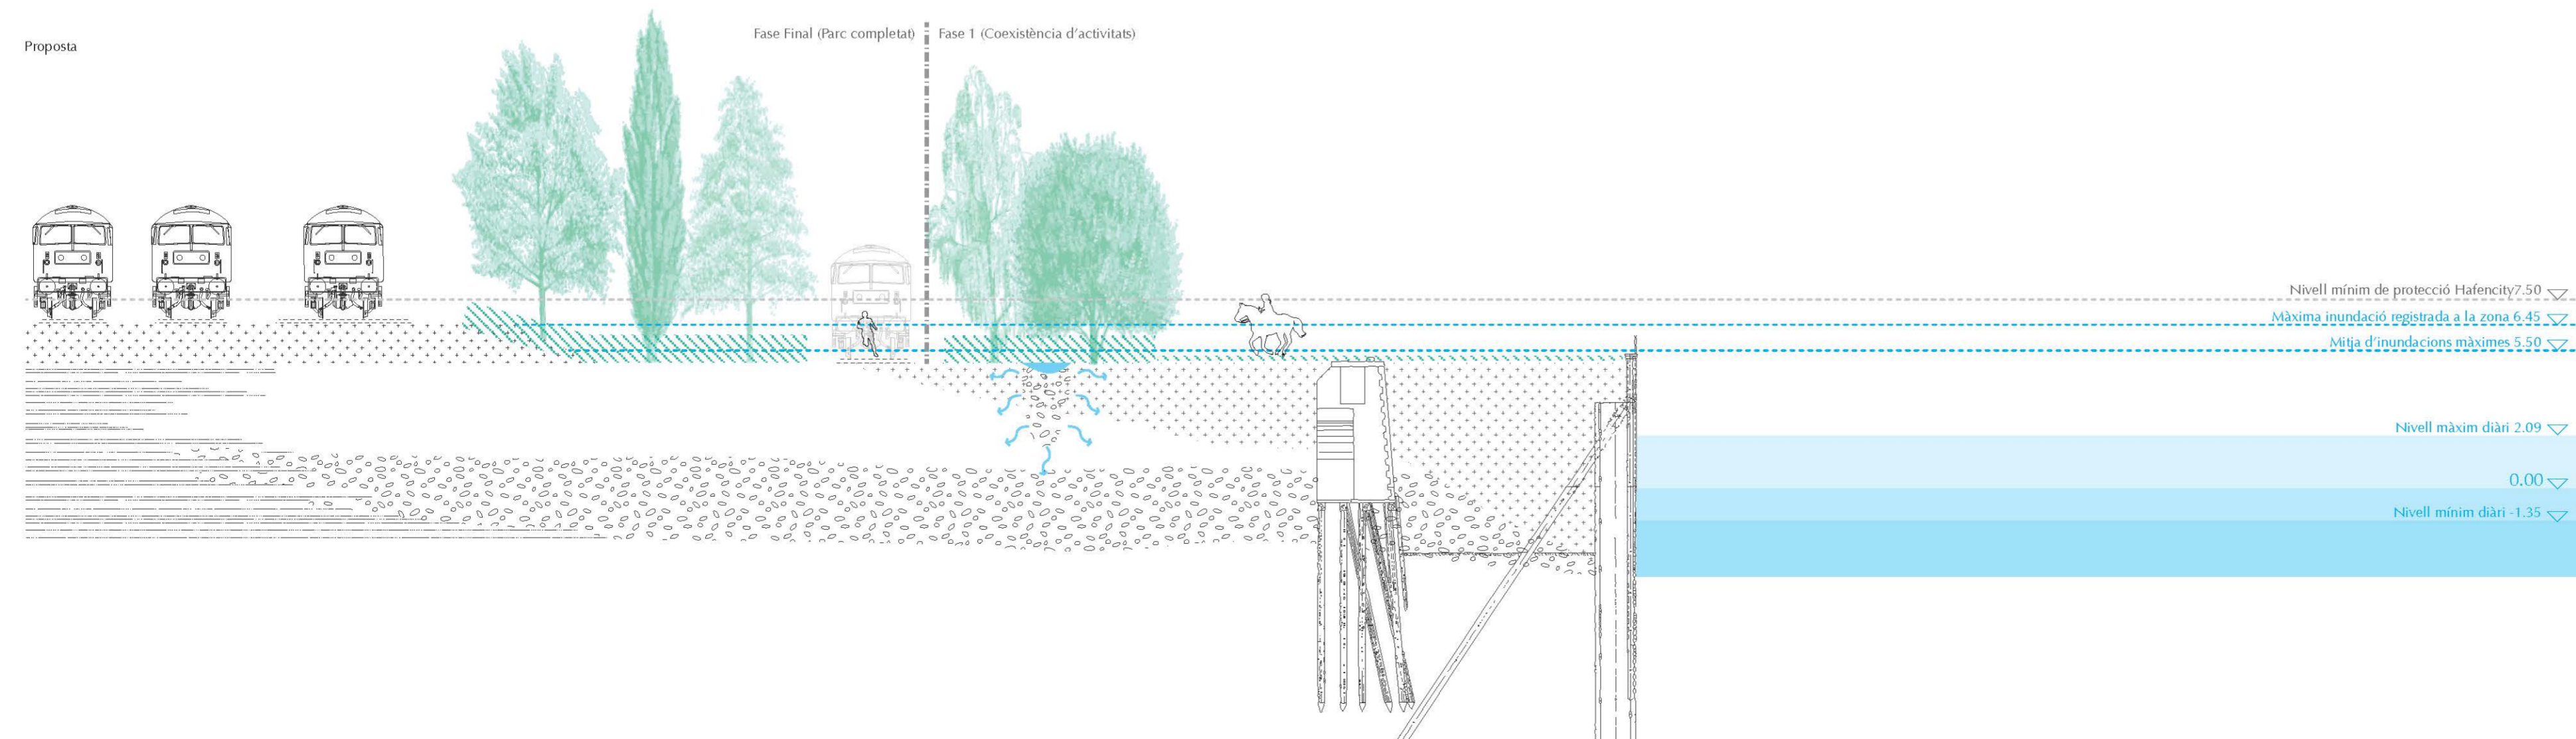 Proposta
Fase Final (Parc completat)
Fase 1 (Coexistència d'activitats)
Nivell mínim de protecció Hafencity7.50
Màxima inundació registrada a la zona 6.45
Mitja d'inundacions màximes 5.50
Nivell màxim diàri 2.09
0.00
Nivell mínim diàri -1.35